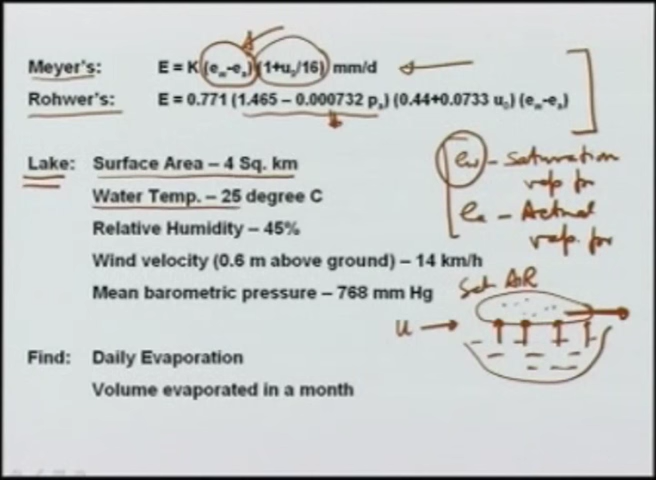 Meyer's: E = K (ew-ea) (1+u9/16) mm/d
Rohwer's: E = 0.771 (1.465 – 0.000732 pa) (0.44+0.0733 u0) (ew-ea)
Lake: Surface Area – 4 Sq. km
Water Temp. – 25 degree C
Relative Humidity – 45%
Wind velocity (0.6 m above ground) – 14 km/h
Mean barometric pressure – 768 mm Hg
Find: Daily Evaporation
Volume evaporated in a month
ew - Saturation
vap pr
ea - Actual
vap. pr
Sat AIR
u